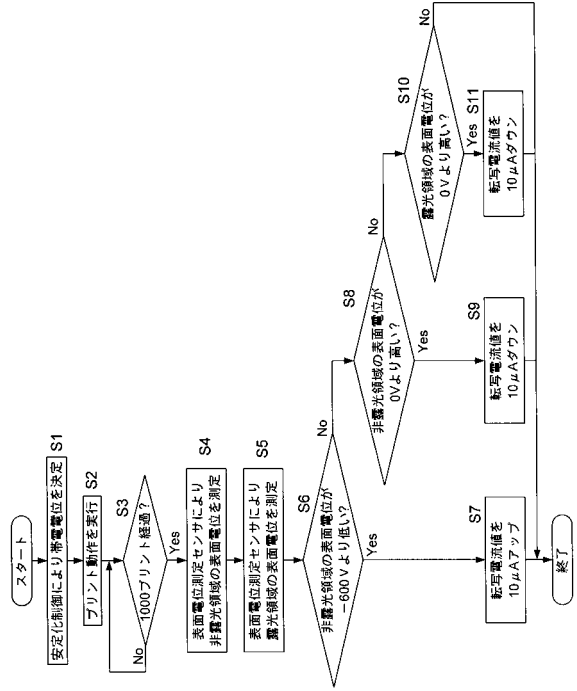 スタート
S1
安定化制御により帯電電位を決定
S2
プリント動作を実行
S3
1000プリント経過?
No
Yes
S4
表面電位測定センサにより
非露光領域の表面電位を測定
S5
表面電位測定センサにより
露光領域の表面電位を測定
S6
非露光領域の表面電位が
−600Vより低い?
No
Yes
S7
転写電流値を
10μAアップ
S8
非露光領域の表面電位が
0Vより高い?
No
Yes
S9
転写電流値を
10μAダウン
S10
露光領域の表面電位が
0Vより高い?
No
Yes
S11
転写電流値を
10μAダウン
終了